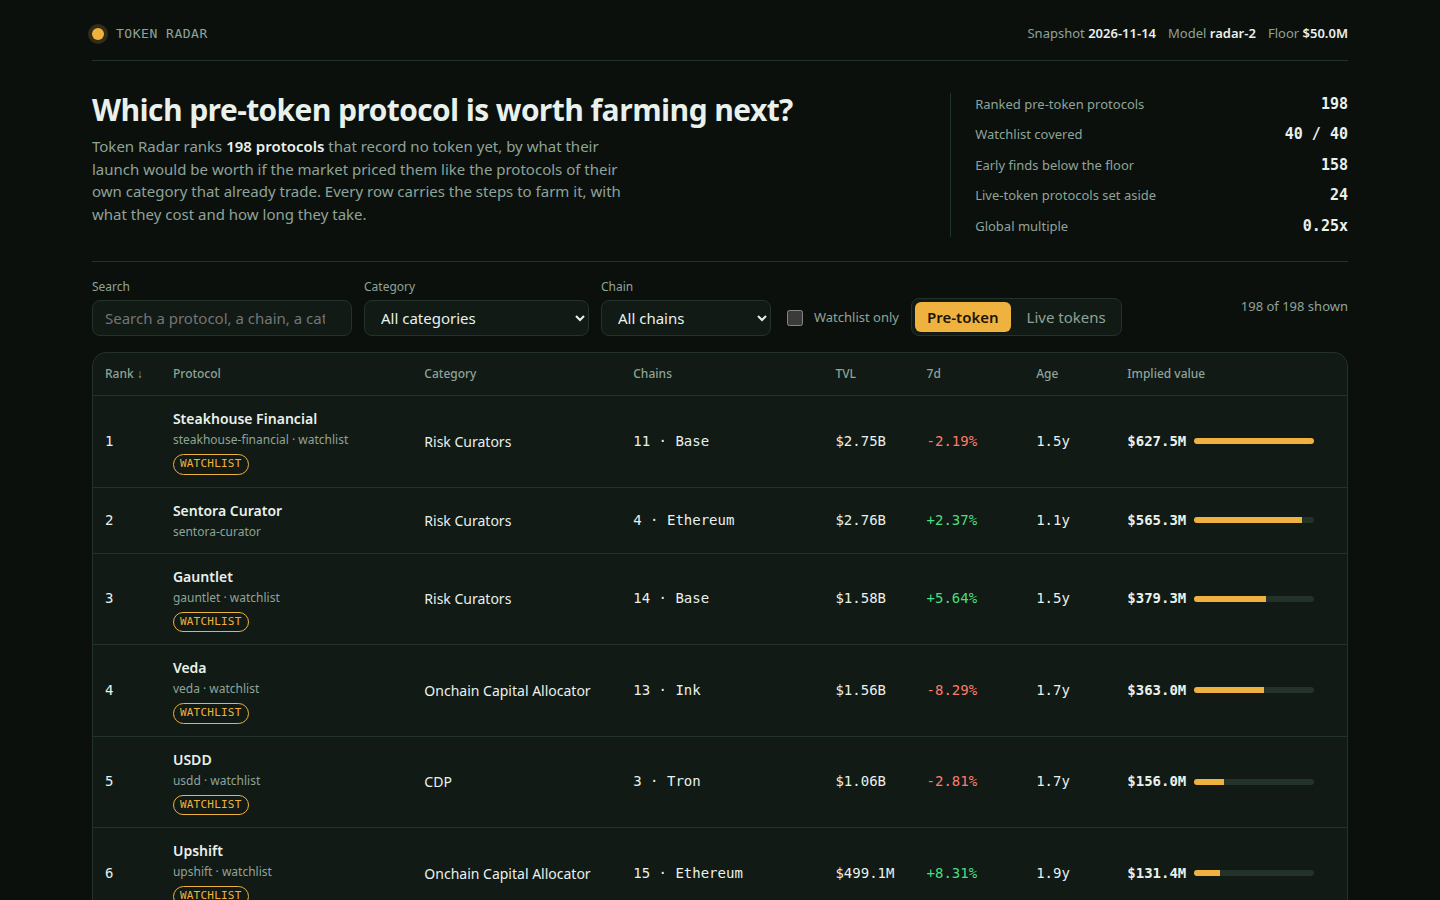 TOKEN RADAR
Snapshot 2026-11-14 Model radar-2 Floor $50.0M
Which pre-token protocol is worth farming next?
Token Radar ranks 198 protocols that record no token yet, by what their
launch would be worth if the market priced them like the protocols of their
own category that already trade. Every row carries the steps to farm it, with
what they cost and how long they take.
Ranked pre-token protocols 198
Watchlist covered 40 / 40
Early finds below the floor 158
Live-token protocols set aside 24
Global multiple 0.25x
Search Category Chain
Search a protocol, a chain, a cat All categories All chains Watchlist only Pre-token Live tokens 198 of 198 shown
Rank ↓ Protocol Category Chains TVL 7d Age Implied value
Steakhouse Financial
steakhouse-financial · watchlist
1 Risk Curators 11 · Base $2.75B -2.19% 1.5y $627.5M
WATCHLIST
Sentora Curator
2 Risk Curators 4 · Ethereum $2.76B +2.37% 1.1y $565.3M
sentora-curator
Gauntlet
gauntlet · watchlist
3 Risk Curators 14 · Base $1.58B +5.64% 1.5y $379.3M
WATCHLIST
Veda
veda · watchlist
4 Onchain Capital Allocator 13 · Ink $1.56B -8.29% 1.7y $363.0M
WATCHLIST
USDD
usdd · watchlist
5 CDP 3 · Tron $1.06B -2.81% 1.7y $156.0M
WATCHLIST
Upshift
upshift · watchlist
6 Onchain Capital Allocator 15 · Ethereum $499.1M +8.31% 1.9y $131.4M
WATCHLIST